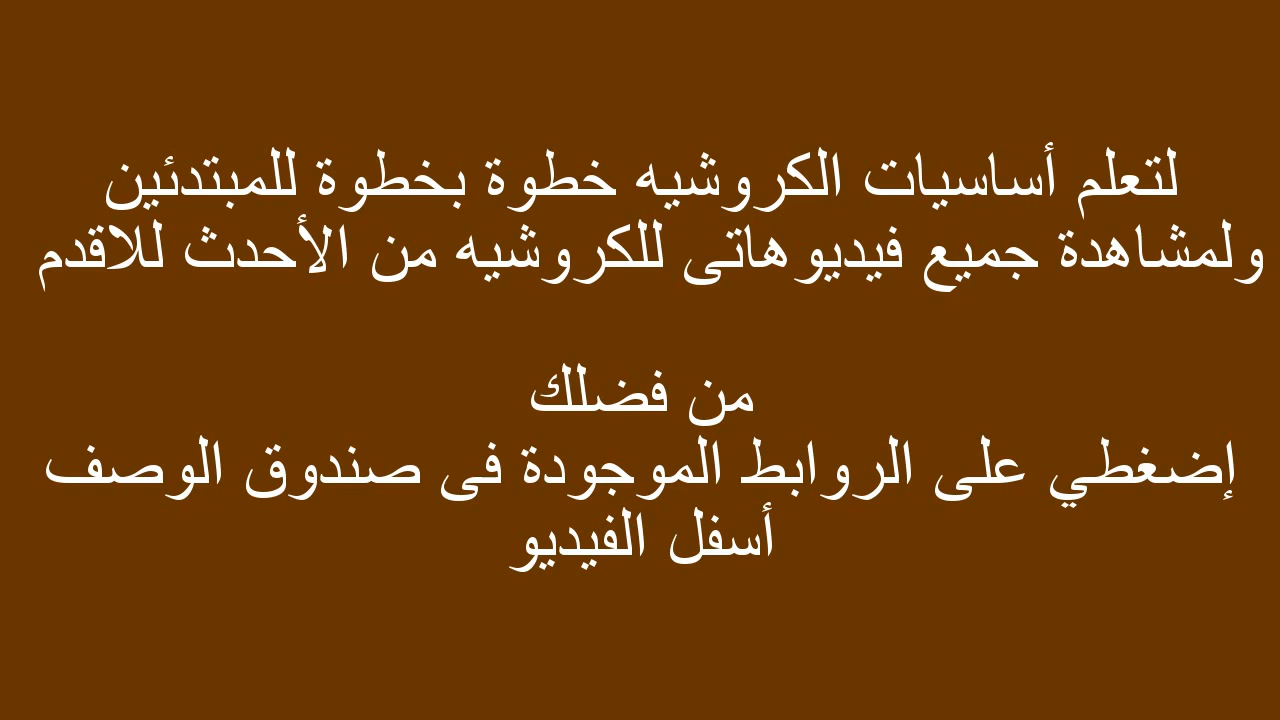 لتعلم أساسيات الكروشيه خطوة بخطوة للمبتدئين
ولمشاهدة جميع فيديوهاتى للكروشيه من الأحدث للاقدم
من فضلك
إضغطي على الروابط الموجودة فى صندوق الوصف
أسفل الفيديو